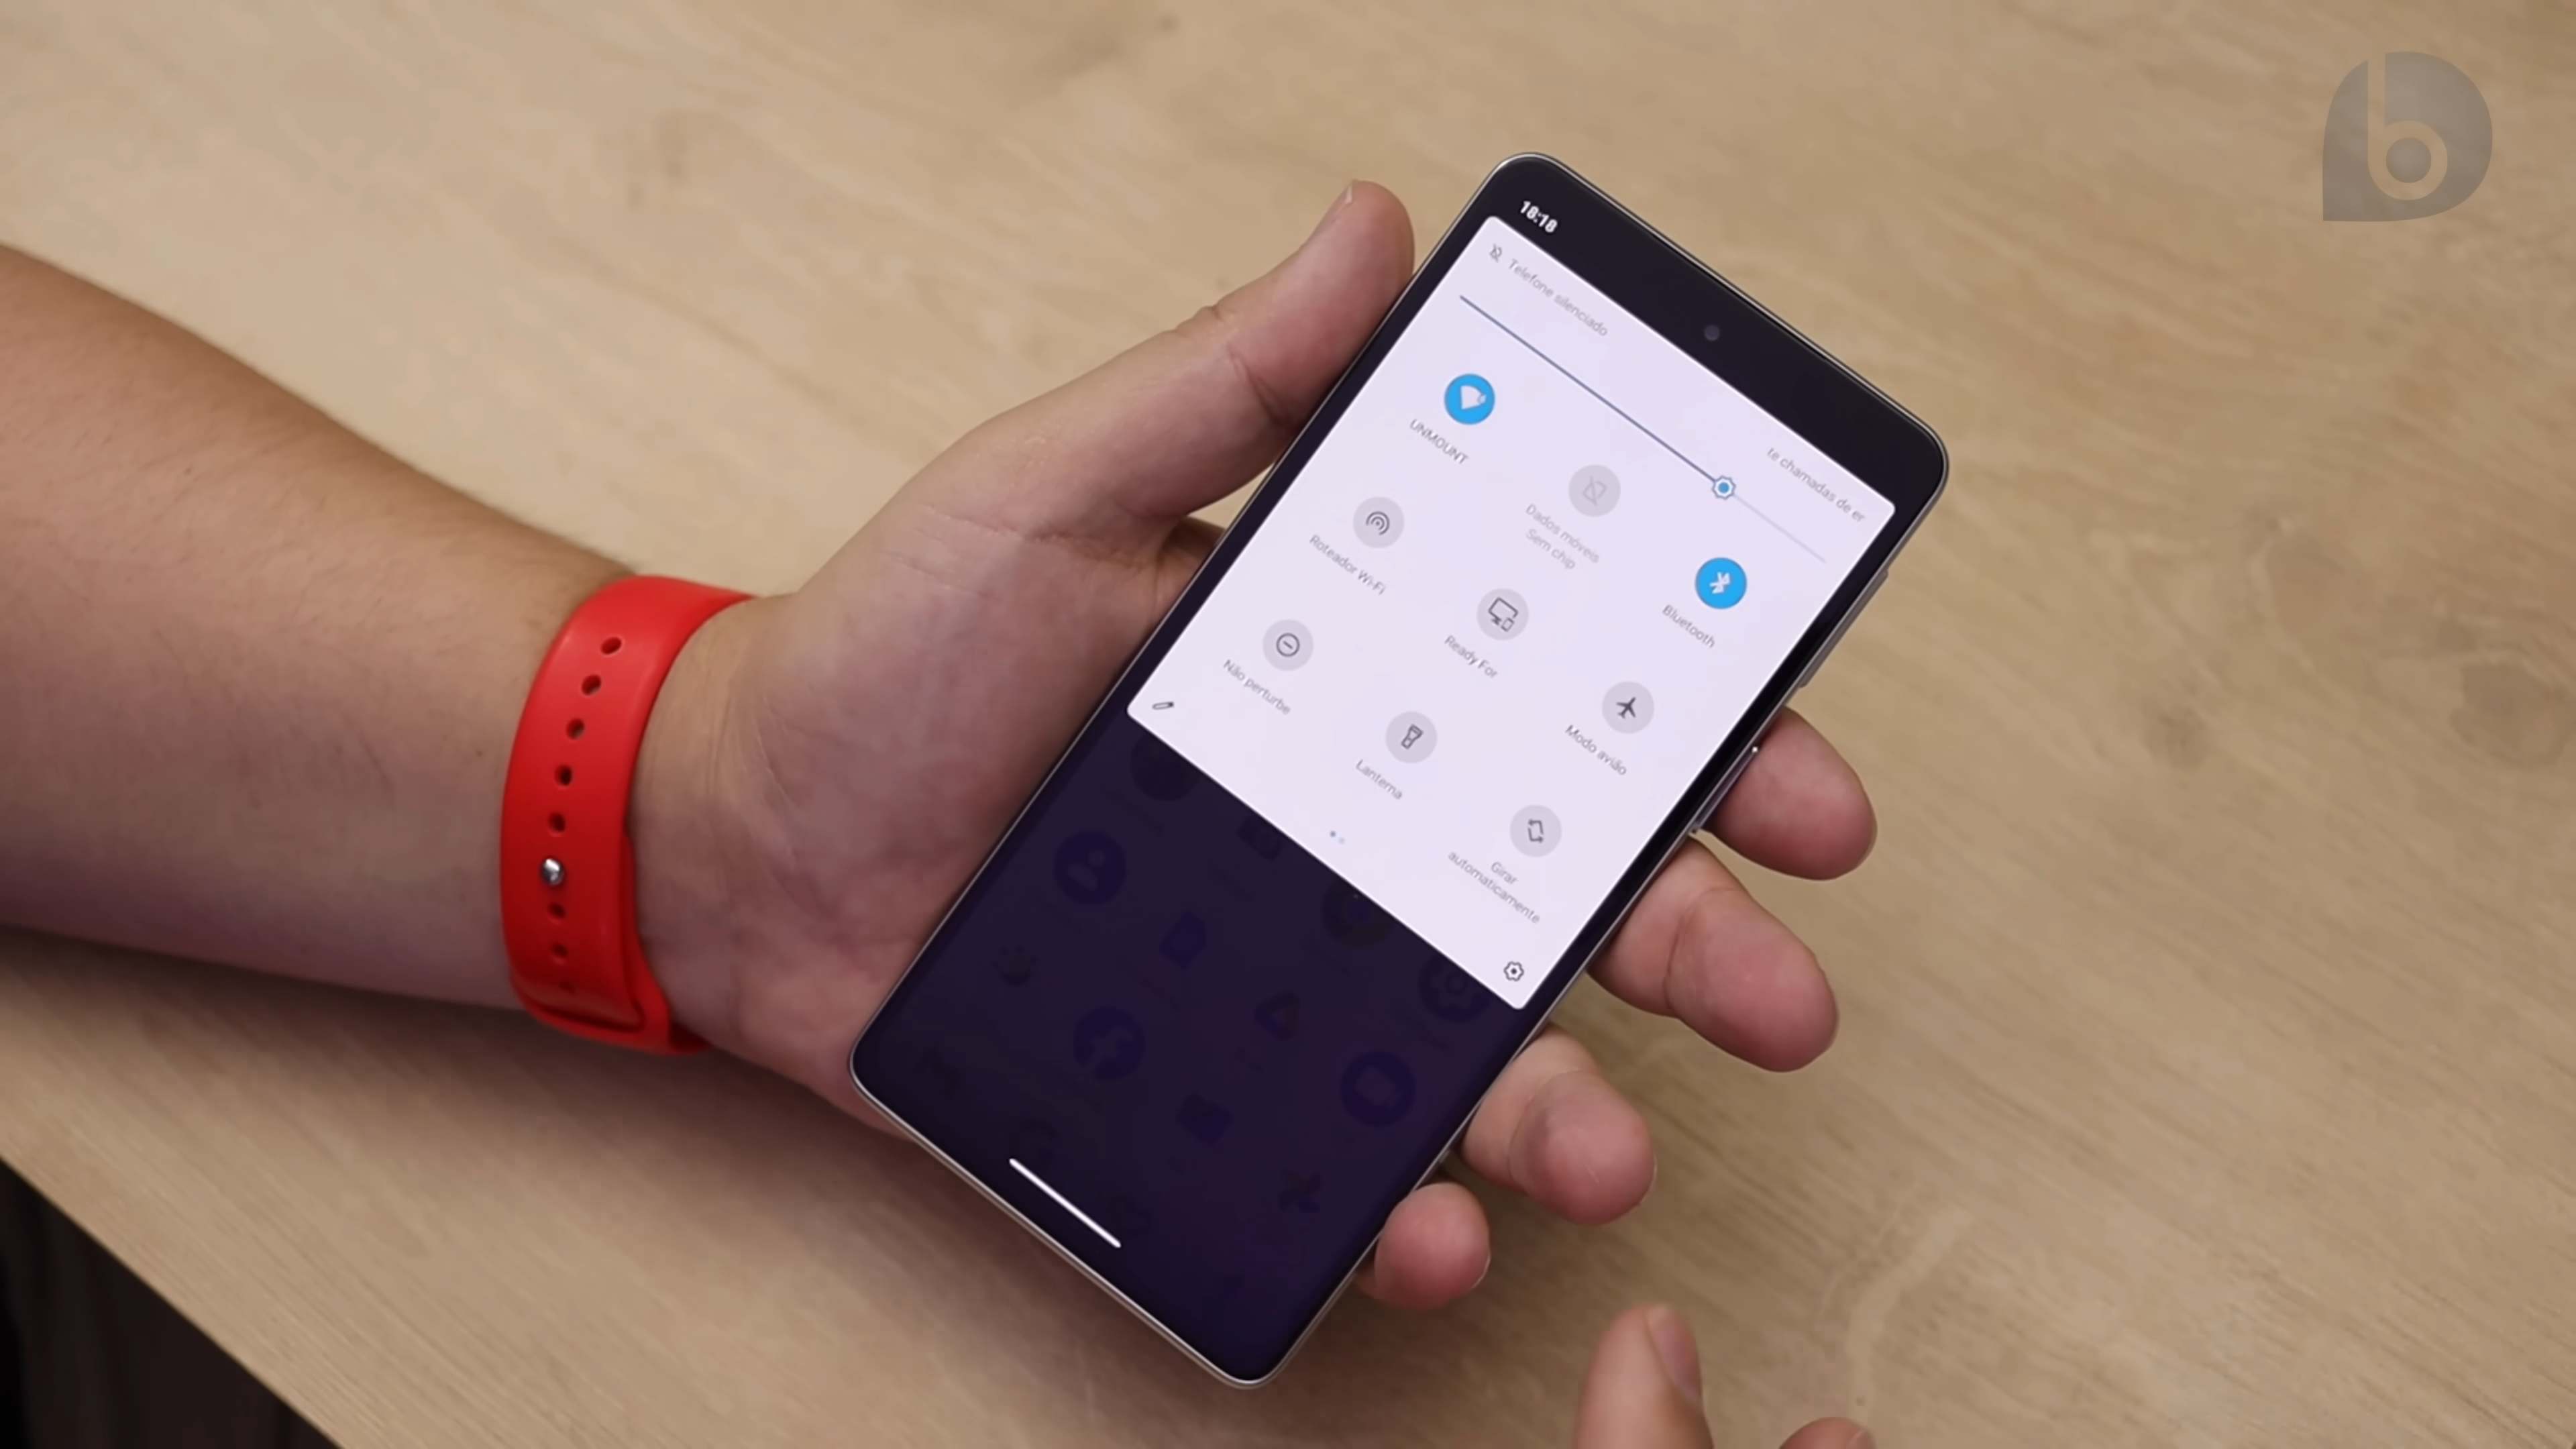 18:18
Telefone silenciado
te chamadas de er
UNMOUNT
Dados móveis
Sem chip
Bluetooth
Roteador Wi-Fi
Ready For
Modo avião
Não perturbe
Lanterna
Girar
automaticamente
b